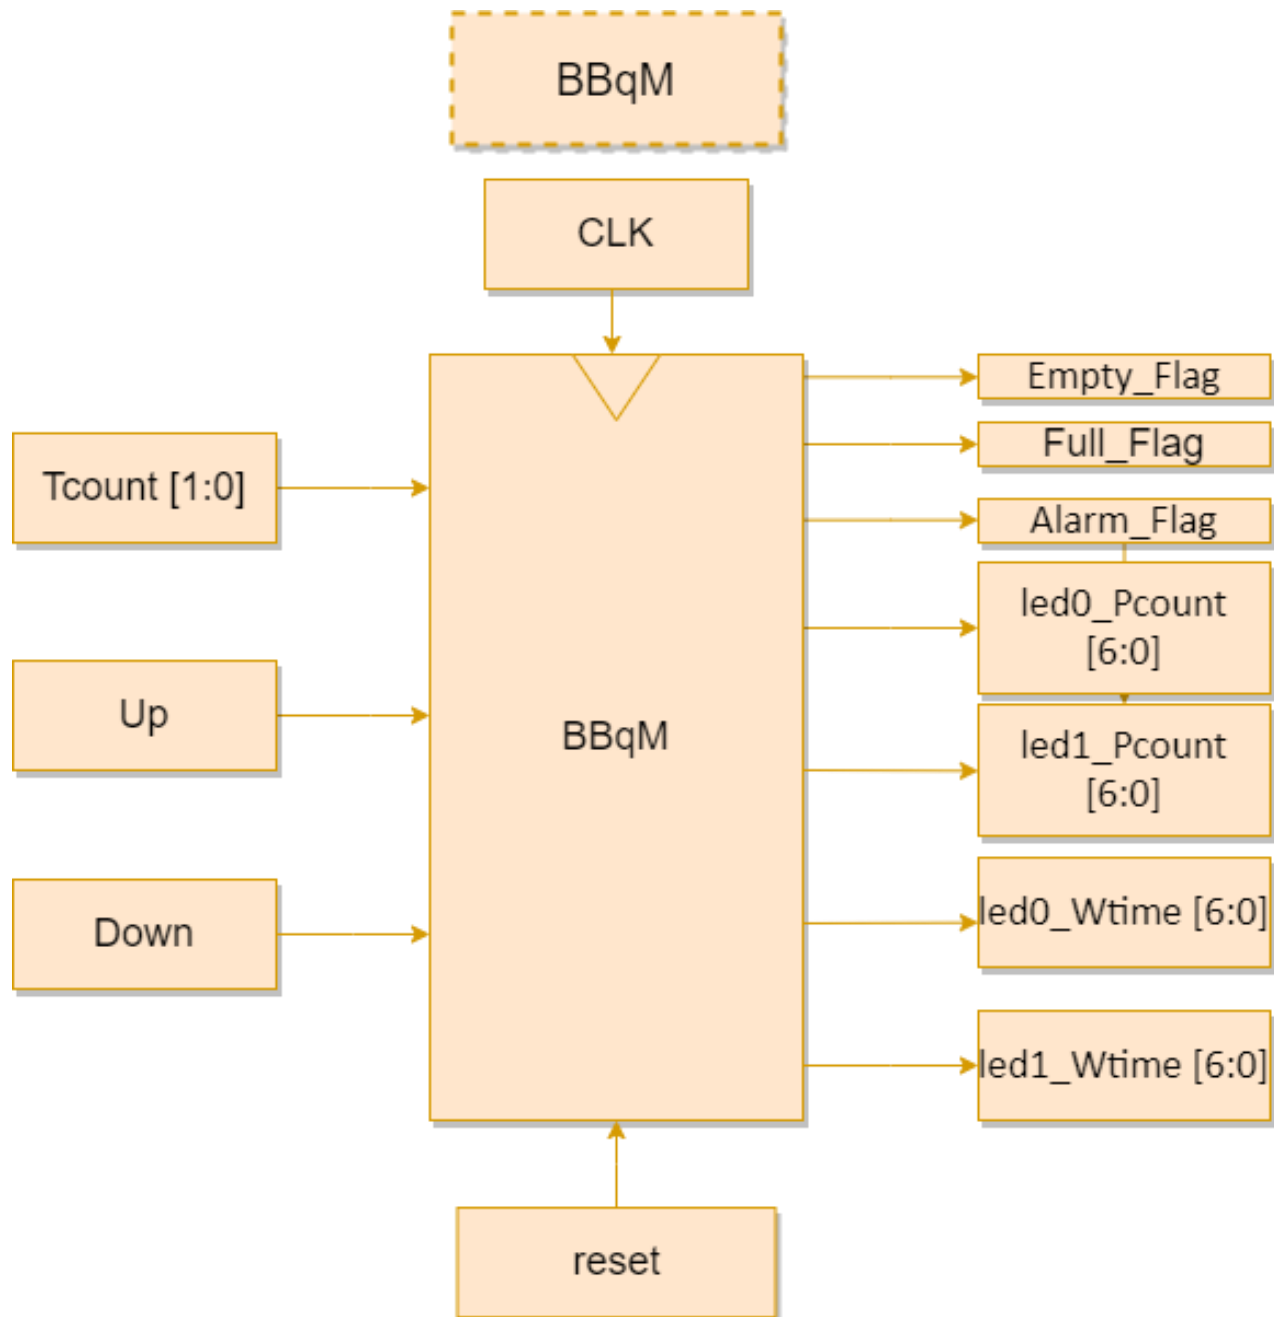 BBqM
CLK
Empty_Flag
Full_Flag
Tcount [1:0]
Alarm_Flag
led0_Pcount
[6:0]
Up
BBqM
led1_Pcount
[6:0]
Down
led0_Wtime [6:0]
led1_Wtime [6:0]
reset